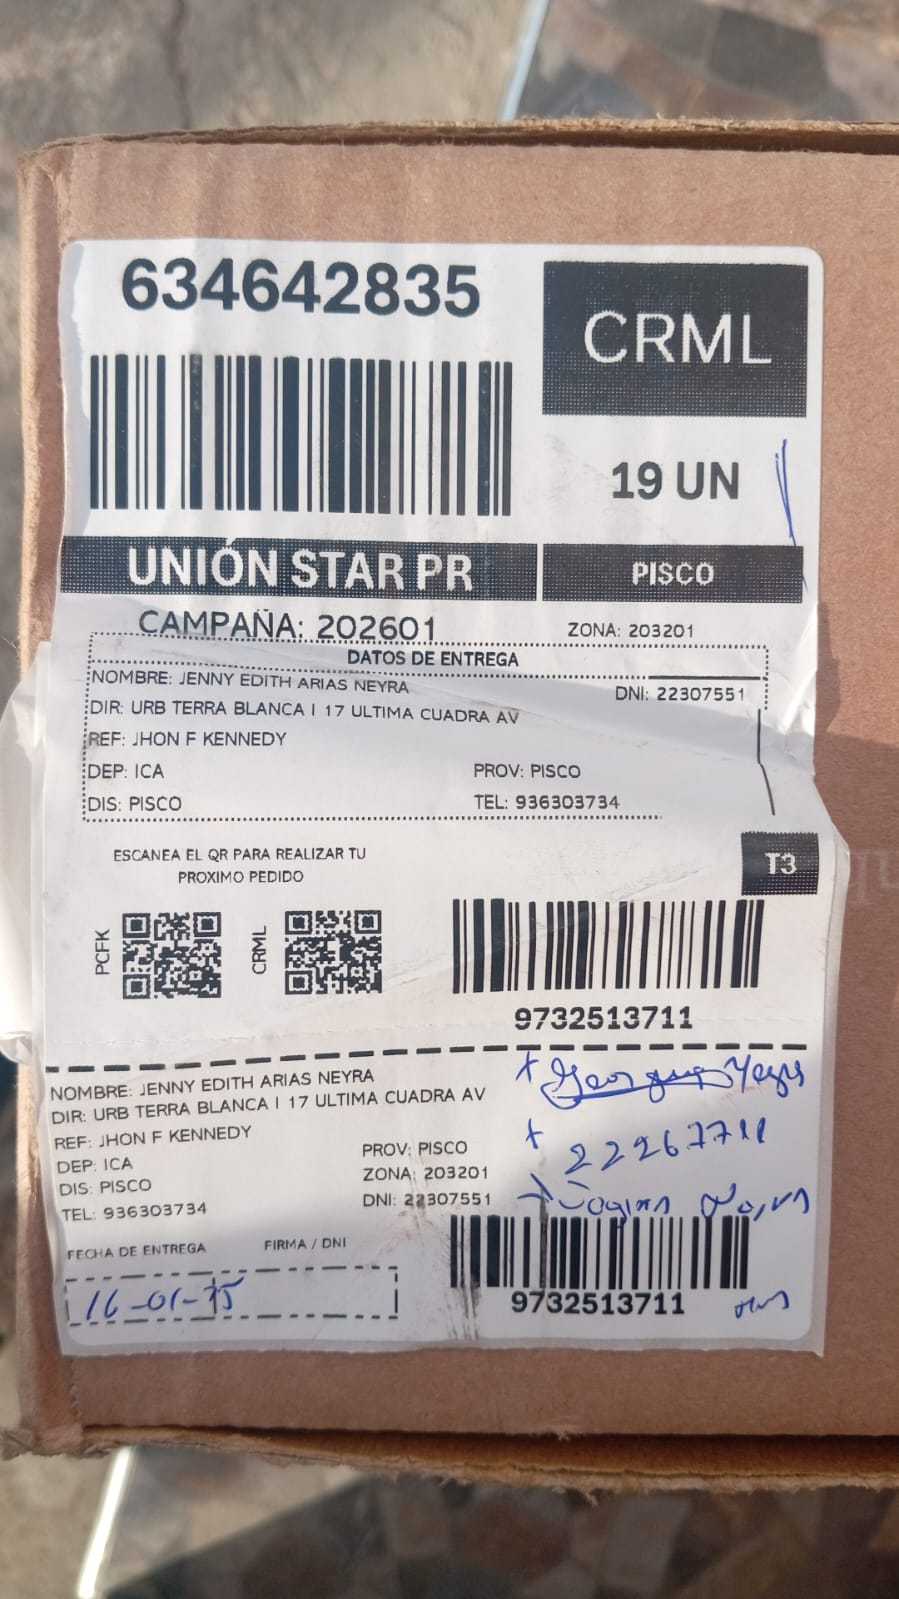 634642835
CRML
19 UN
UNIÓN STAR PR
PISCO
CAMPAÑA: 202601
ZONA: 203201
DATOS DE ENTREGA
NOMBRE: JENNY EDITH ARIAS NEYRA
DNI: 22307551
DIR: URB TERRA BLANCA I 17 ULTIMA CUADRA AV
REF: JHON F KENNEDY
DEP: ICA
PROV: PISCO
DIS: PISCO
TEL: 936303734
ESCANEA EL QR PARA REALIZAR TU
PROXIMO PEDIDO
T3
PCFK
CRML
9732513711
NOMBRE: JENNY EDITH ARIAS NEYRA
DIR: URB TERRA BLANCA I 17 ULTIMA CUADRA AV
REF: JHON F KENNEDY
DEP: ICA
PROV: PISCO
DIS: PISCO
ZONA: 203201
TEL: 936303734
DNI: 22307551
FECHA DE ENTREGA
FIRMA / DNI
16-01-
9732513711